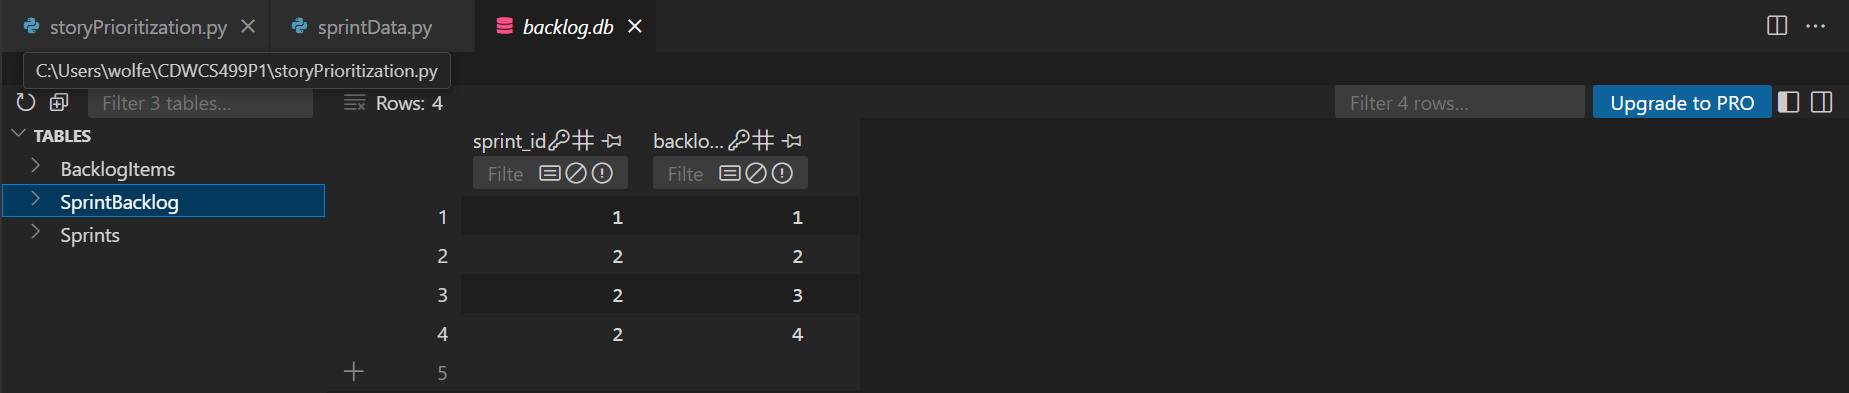 storyPrioritization.py sprintData.py backlog.db
C:\Users\wolfe\CDWCS499P1\storyPrioritization.py
Filter 3 tables... Rows: 4 Filter 4 rows... Upgrade to PRO
TABLES
sprint_id backlo...
BacklogItems
Filte Filte
SprintBacklog
Sprints
1 1 1
2 2 2
3 2 3
4 2 4
5